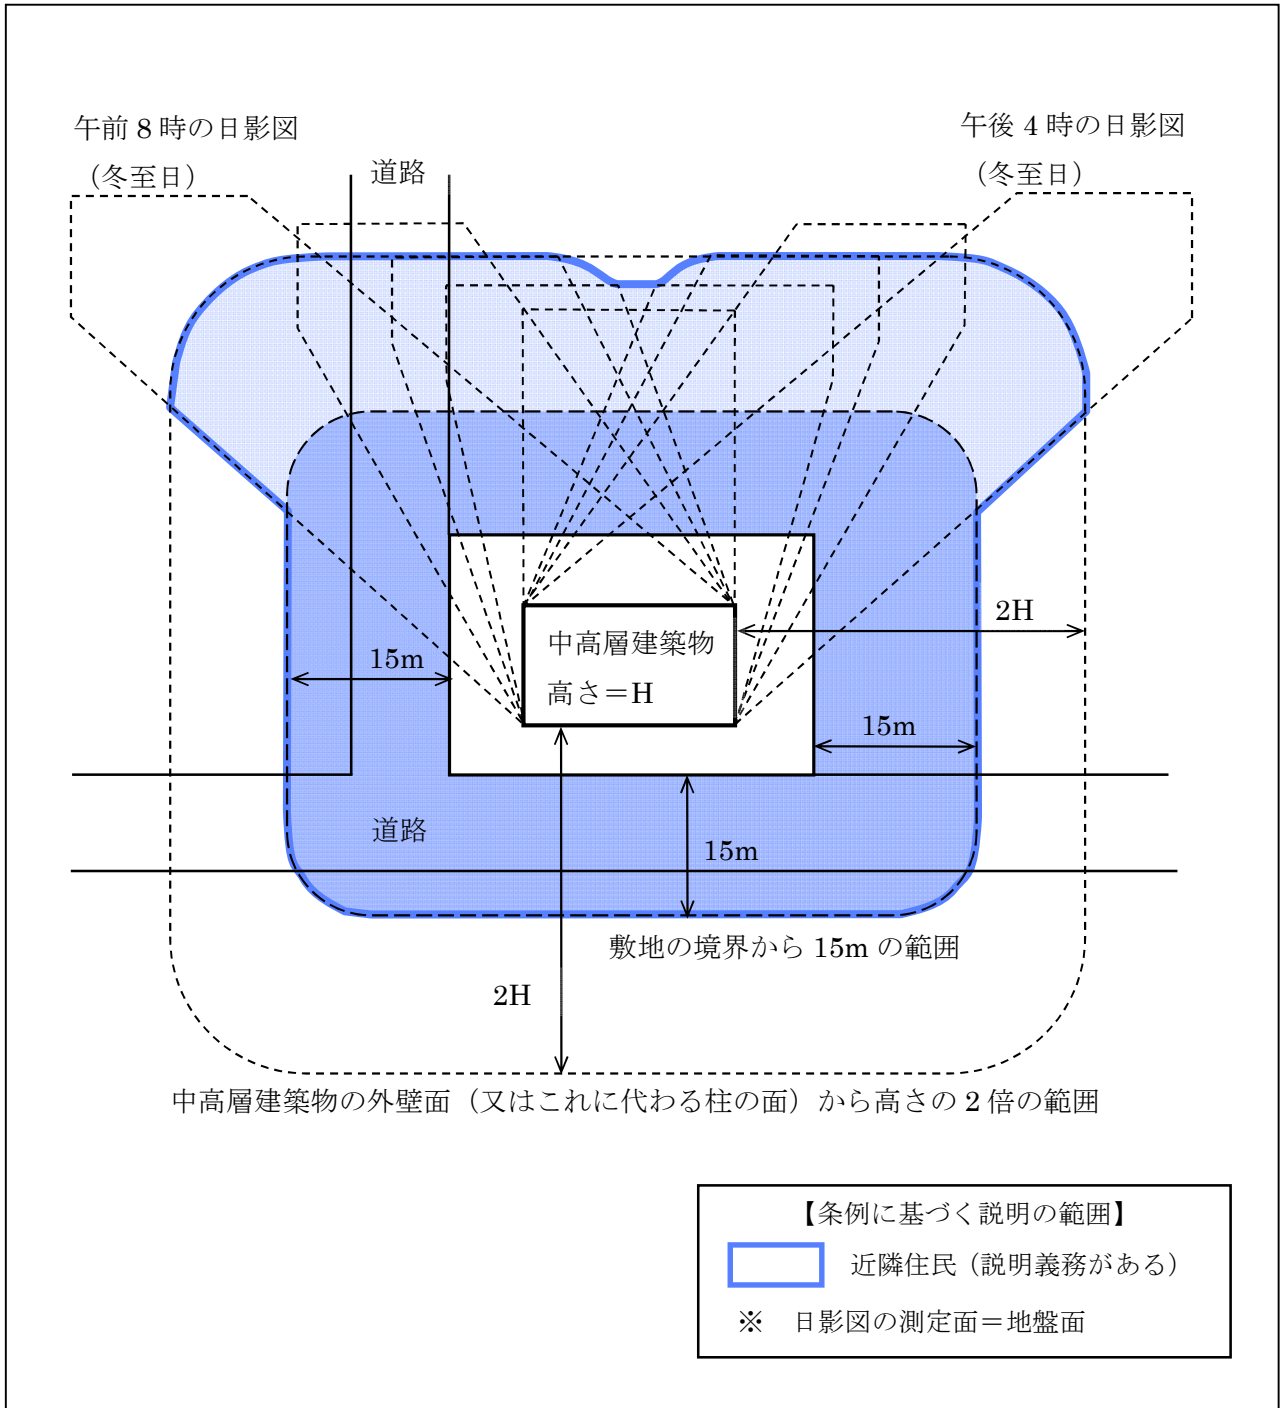 午前 8 時の日影図
（冬至日）
道路
午後 4 時の日影図
（冬至日）
2H
中高層建築物
高さ＝H
15m
15m
道路
15m
敷地の境界から 15m の範囲
2H
中高層建築物の外壁面（又はこれに代わる柱の面）から高さの 2 倍の範囲
【条例に基づく説明の範囲】
近隣住民（説明義務がある）
※　日影図の測定面＝地盤面